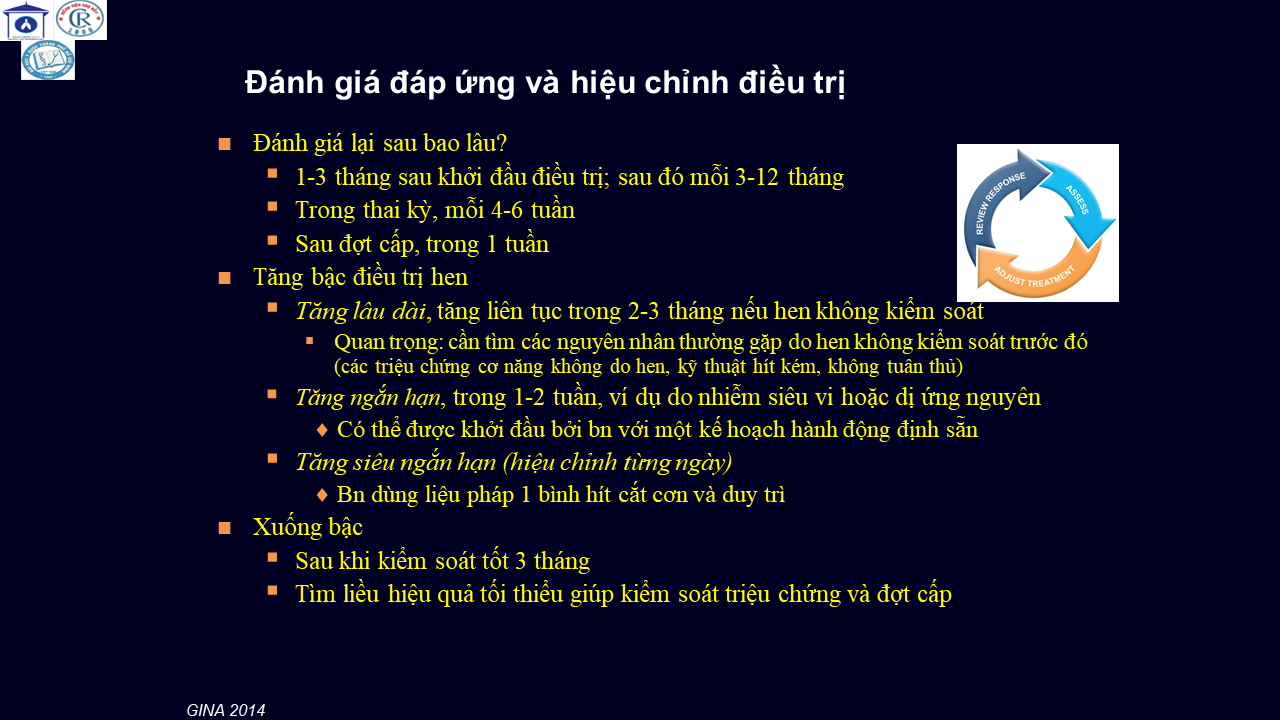 Đánh giá đáp ứng và hiệu chỉnh điều trị
Đánh giá lại sau bao lâu?
1-3 tháng sau khởi đầu điều trị; sau đó mỗi 3-12 tháng
Trong thai kỳ, mỗi 4-6 tuần
Sau đợt cấp, trong 1 tuần
Tăng bậc điều trị hen
Tăng lâu dài, tăng liên tục trong 2-3 tháng nếu hen không kiểm soát
Quan trọng: cần tìm các nguyên nhân thường gặp do hen không kiểm soát trước đó
(các triệu chứng cơ năng không do hen, kỹ thuật hít kém, không tuân thủ)
Tăng ngắn hạn, trong 1-2 tuần, ví dụ do nhiễm siêu vi hoặc dị ứng nguyên
Có thể được khởi đầu bởi bn với một kế hoạch hành động định sẵn
Tăng siêu ngắn hạn (hiệu chỉnh từng ngày)
Bn dùng liệu pháp 1 bình hít cắt cơn và duy trì
Xuống bậc
Sau khi kiểm soát tốt 3 tháng
Tìm liều hiệu quả tối thiểu giúp kiểm soát triệu chứng và đợt cấp
REVIEW RESPONSE
ASSESS
ADJUST TREATMENT
GINA 2014